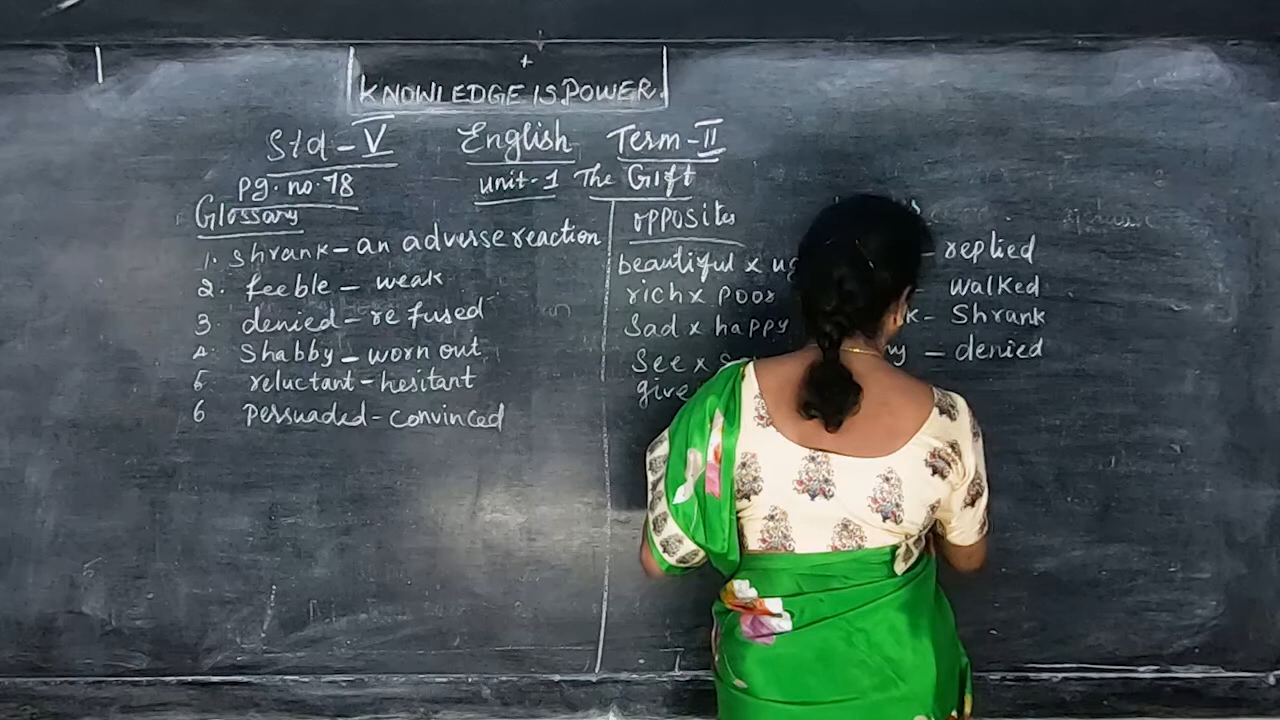 KNOWLEDGE IS POWER.
Std - V English Term - II
Pg. no. 78 unit - 1 The Gift
Glossary
1. Shrank - an adverse reaction
2. feeble - weak
3. denied - refused
4. Shabby - worn out
5 reluctant - hesitant
6 persuaded - convinced
opposites
beautiful x
rich x poor
Sad x happy
See x
give
- replied
walked
- Shrank
- denied